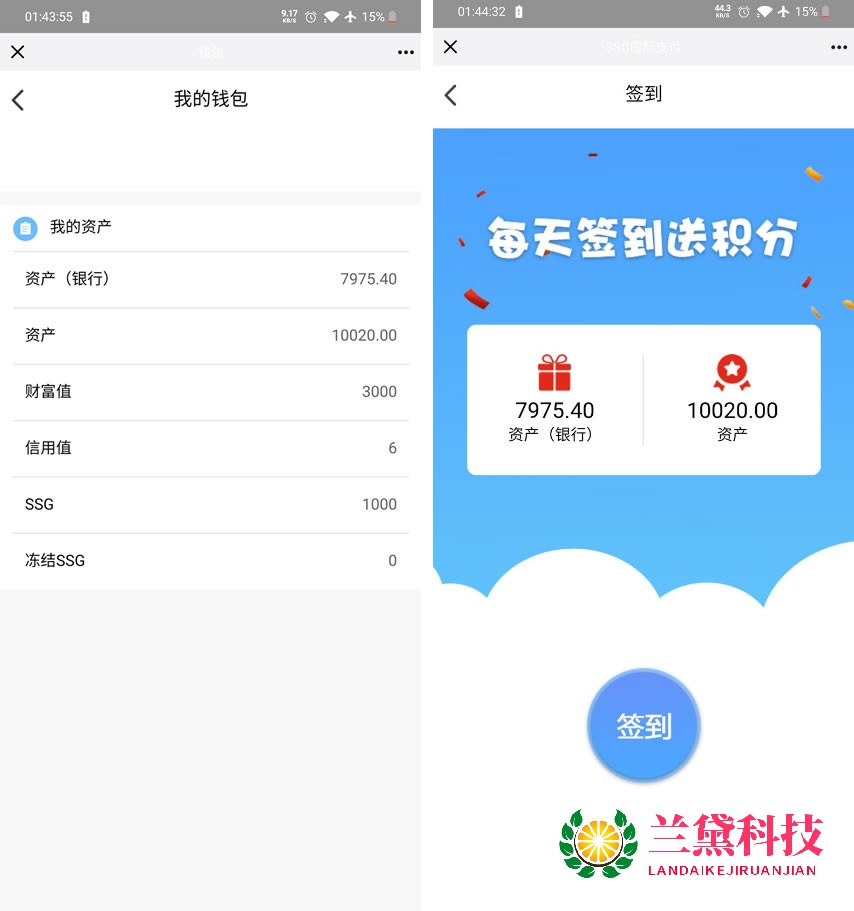 01:43:55
9.17
KB/S
15%
钱包
我的钱包
我的资产
资产（银行） 7975.40
资产 10020.00
财富值 3000
信用值 6
SSG 1000
冻结SSG 0
01:44:32
44.3
KB/S
15%
SSG国际支付
签到
每天签到送积分
7975.40 10020.00
资产（银行） 资产
签到
兰黛科技
LANDAIKEJIRUANJIAN